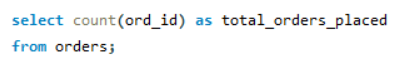 select count(ord_id) as total_orders_placed
from orders;